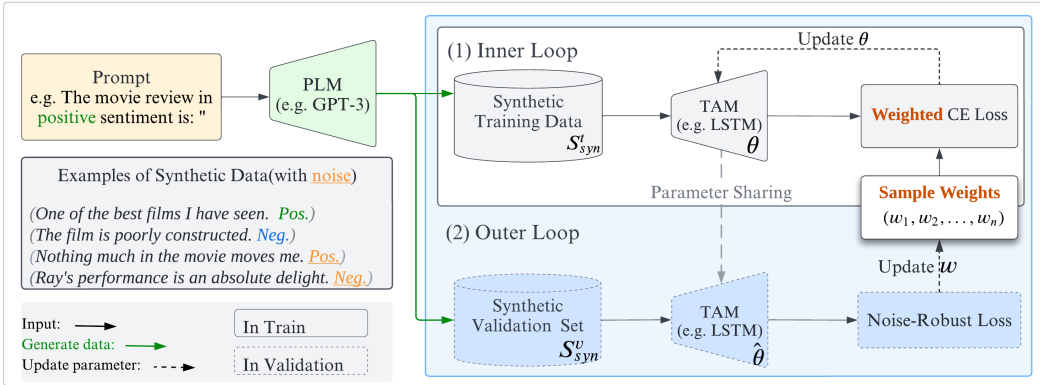 Prompt
e.g. The movie review in
positive sentiment is: "
PLM
(e.g. GPT-3)
Examples of Synthetic Data(with noise)
(One of the best films I have seen. Pos.)
(The film is poorly constructed. Neg.)
(Nothing much in the movie moves me. Pos.)
(Ray's performance is an absolute delight. Neg.)
Input:
Generate data:
Update parameter:
In Train
In Validation
(1) Inner Loop
Update θ
Synthetic
Training Data
S^t_syn
TAM
(e.g. LSTM)
θ
Weighted CE Loss
Parameter Sharing
Sample Weights
(w₁, w₂, . . . , wₙ)
(2) Outer Loop
Update w
Synthetic
Validation Set
S^v_syn
TAM
(e.g. LSTM)
θ̂
Noise-Robust Loss